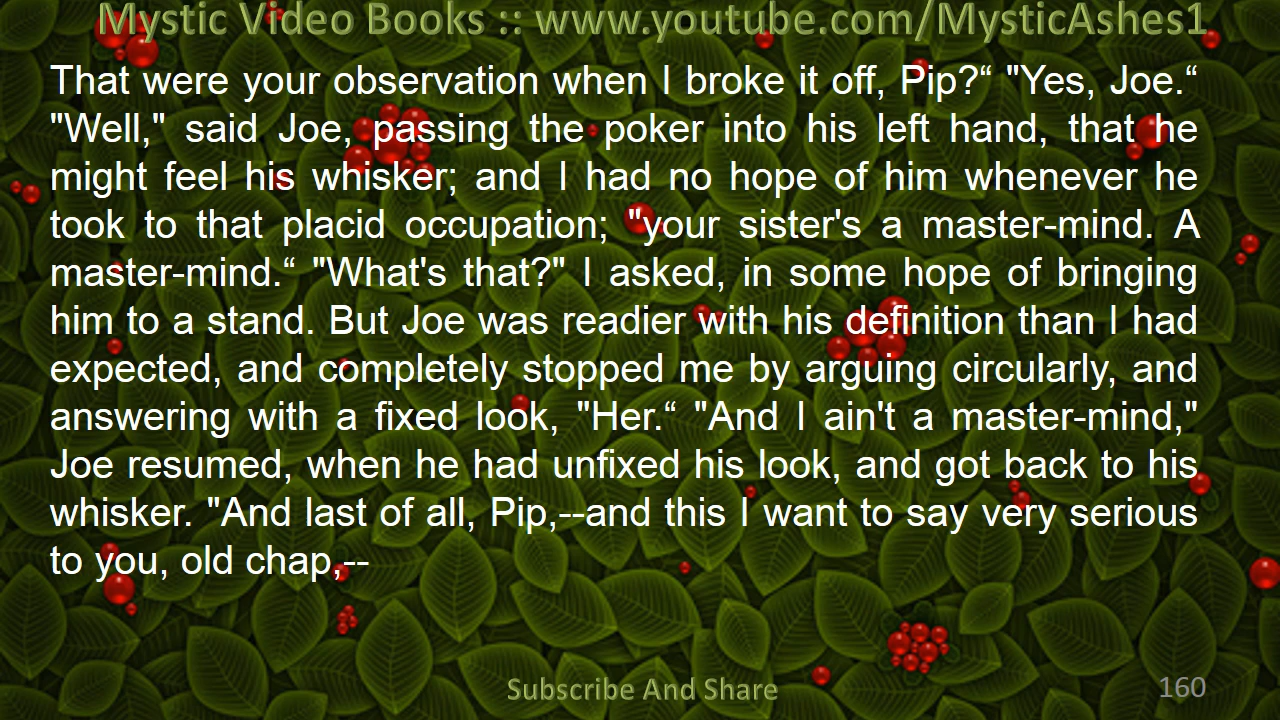 Mystic Video Books :: www.youtube.com/MysticAshes1
That were your observation when I broke it off, Pip?“ "Yes, Joe.“
"Well," said Joe, passing the poker into his left hand, that he
might feel his whisker; and I had no hope of him whenever he
took to that placid occupation; "your sister's a master-mind. A
master-mind.“ "What's that?" I asked, in some hope of bringing
him to a stand. But Joe was readier with his definition than I had
expected, and completely stopped me by arguing circularly, and
answering with a fixed look, "Her.“ "And I ain't a master-mind,"
Joe resumed, when he had unfixed his look, and got back to his
whisker. "And last of all, Pip,--and this I want to say very serious
to you, old chap,--
Subscribe And Share
160